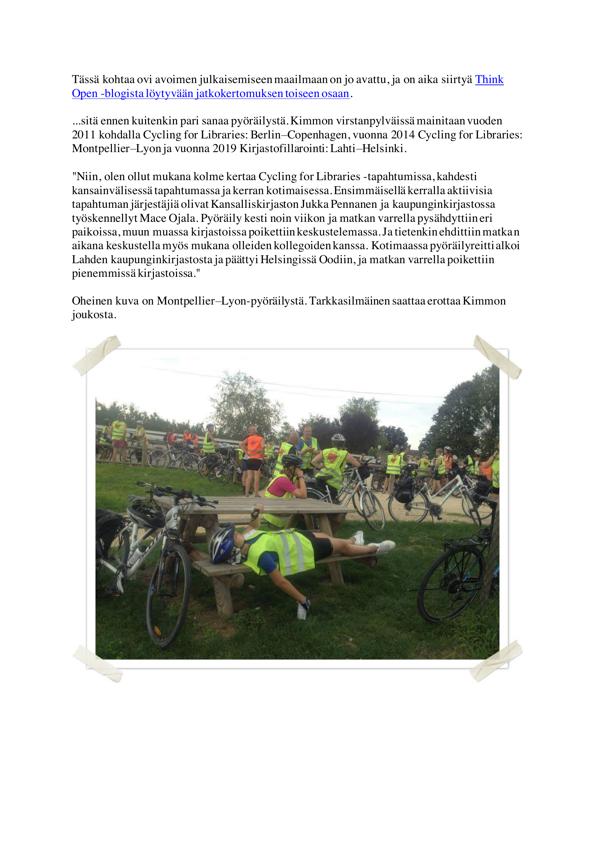 Tässä kohtaa ovi avoimen julkaisemiseen maailmaan on jo avattu, ja on aika siirtyä Think
Open -blogista löytyvään jatkokertomuksen toiseen osaan.
...sitä ennen kuitenkin pari sanaa pyöräilystä. Kimmon virstanpylväissä mainitaan vuoden
2011 kohdalla Cycling for Libraries: Berlin–Copenhagen, vuonna 2014 Cycling for Libraries:
Montpellier–Lyon ja vuonna 2019 Kirjastofillarointi: Lahti–Helsinki.
"Niin, olen ollut mukana kolme kertaa Cycling for Libraries -tapahtumissa, kahdesti
kansainvälisessä tapahtumassa ja kerran kotimaisessa. Ensimmäisellä kerralla aktiivisia
tapahtuman järjestäjiä olivat Kansalliskirjaston Jukka Pennanen ja kaupunginkirjastossa
työskennellyt Mace Ojala. Pyöräily kesti noin viikon ja matkan varrella pysähdyttiin eri
paikoissa, muun muassa kirjastoissa poikettiin keskustelemassa. Ja tietenkin ehdittiin matkan
aikana keskustella myös mukana olleiden kollegoiden kanssa. Kotimaassa pyöräilyreitti alkoi
Lahden kaupunginkirjastosta ja päättyi Helsingissä Oodiin, ja matkan varrella poikettiin
pienemmissä kirjastoissa."
Oheinen kuva on Montpellier–Lyon-pyöräilystä. Tarkkasilmäinen saattaa erottaa Kimmon
joukosta.